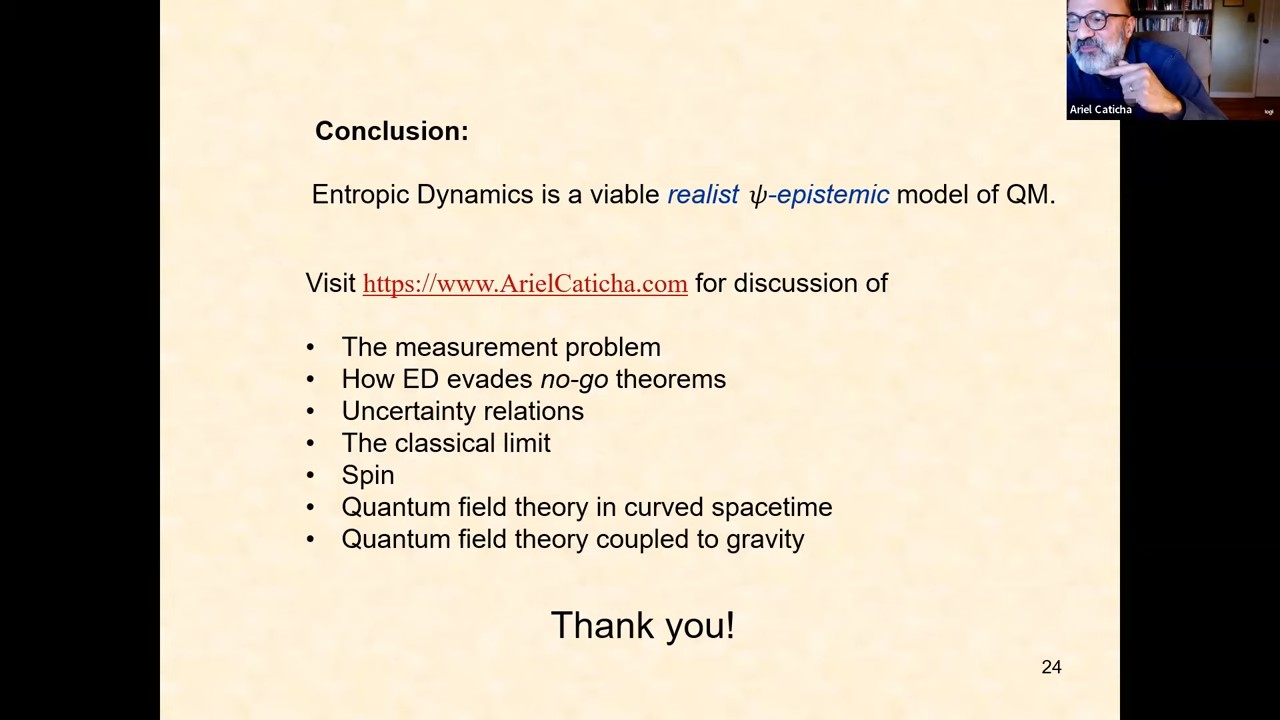 Ariel Caticha
logi
Conclusion:
Entropic Dynamics is a viable realist ψ-epistemic model of QM.
Visit https://www.ArielCaticha.com for discussion of
• The measurement problem
• How ED evades no-go theorems
• Uncertainty relations
• The classical limit
• Spin
• Quantum field theory in curved spacetime
• Quantum field theory coupled to gravity
Thank you!
24